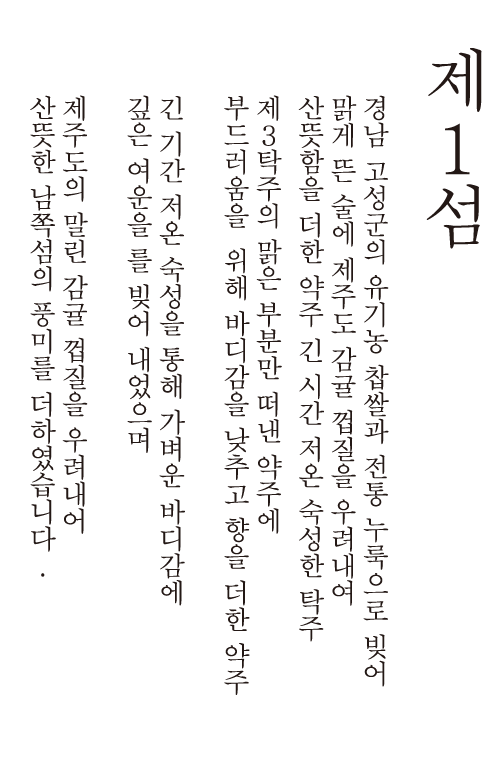 제1섬
경남 고성군의 유기농 찹쌀과 전통 누룩으로 빚어
맑게 뜬 술에 제주도 감귤 껍질을 우려내여
산뜻함을 더한 약주 긴 시간 저온 숙성한 탁주
제3탁주의 맑은 부분만 떠낸 약주에
부드러움을 위해 바디감을 낮추고 향을 더한 약주
긴 기간 저온 숙성을 통해 가벼운 바디감에
깊은 여운을 를 빚어 내었으며
제주도의 말린 감귤 껍질을 우려내어
산뜻한 남쪽섬의 풍미를 더하였습니다.